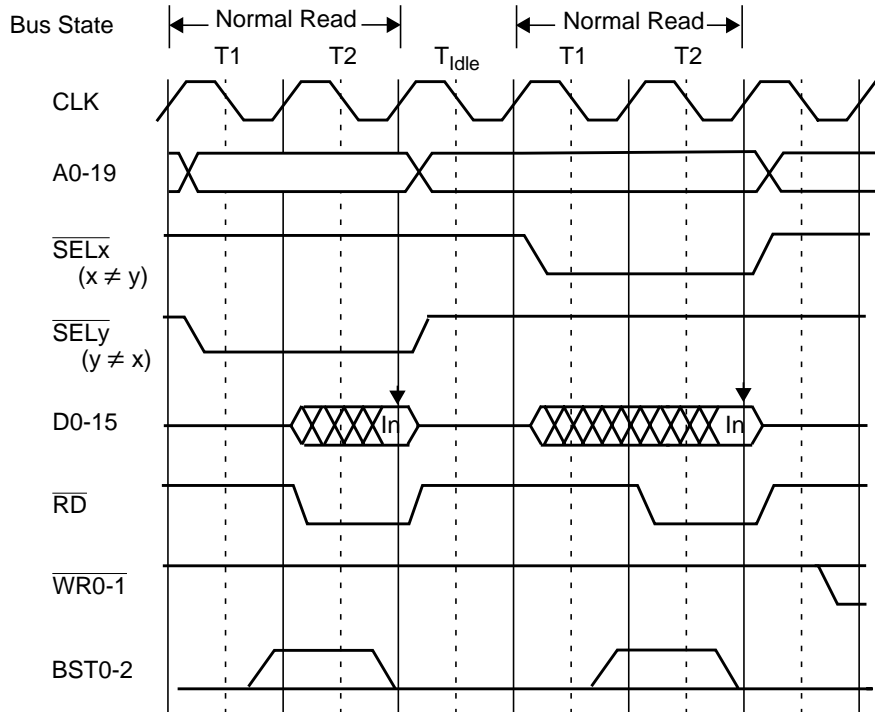 Bus State
Normal Read
Normal Read
T1
T2
TIdle
T1
T2
CLK
A0-19
SELx
(x ≠ y)
SELy
(y ≠ x)
D0-15
In
In
RD
WR0-1
BST0-2